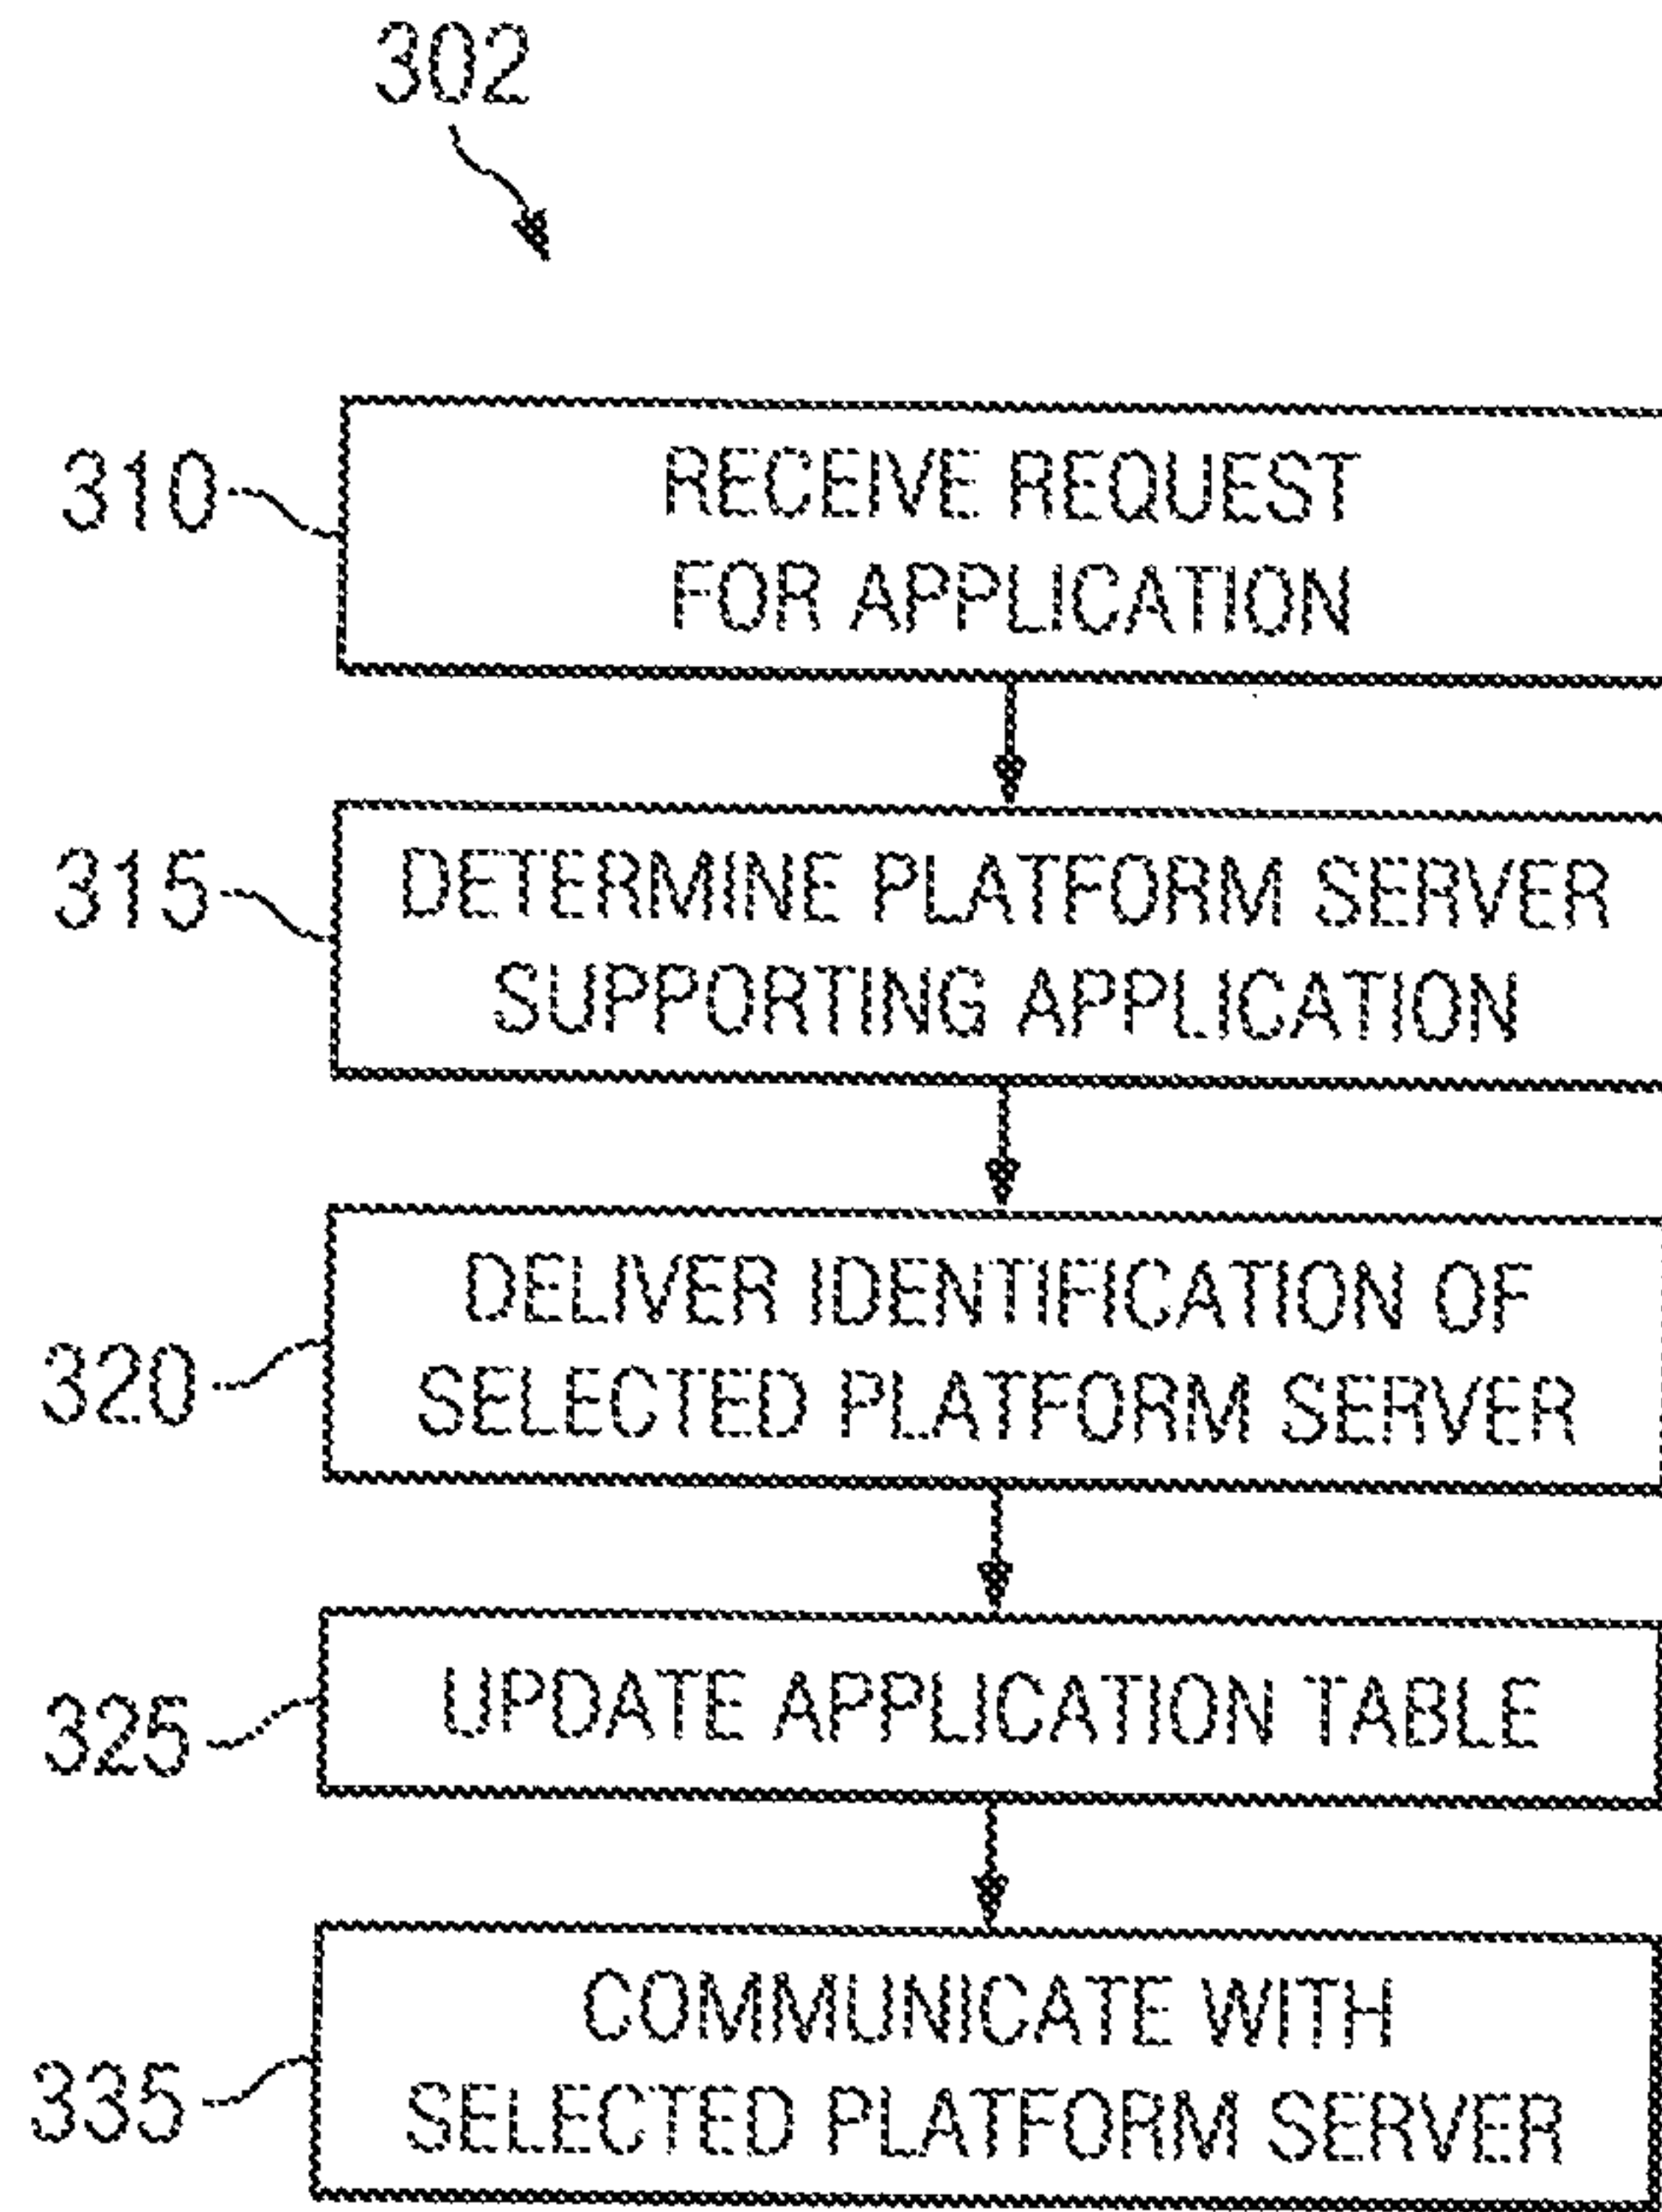 302
310
RECEIVE REQUEST
FOR APPLICATION
315
DETERMINE PLATFORM SERVER
SUPPORTING APPLICATION
320
DELIVER IDENTIFICATION OF
SELECTED PLATFORM SERVER
325
UPDATE APPLICATION TABLE
335
COMMUNICATE WITH
SELECTED PLATFORM SERVER